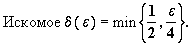 Искомое δ(ε) = min{1/2, ε/4}.